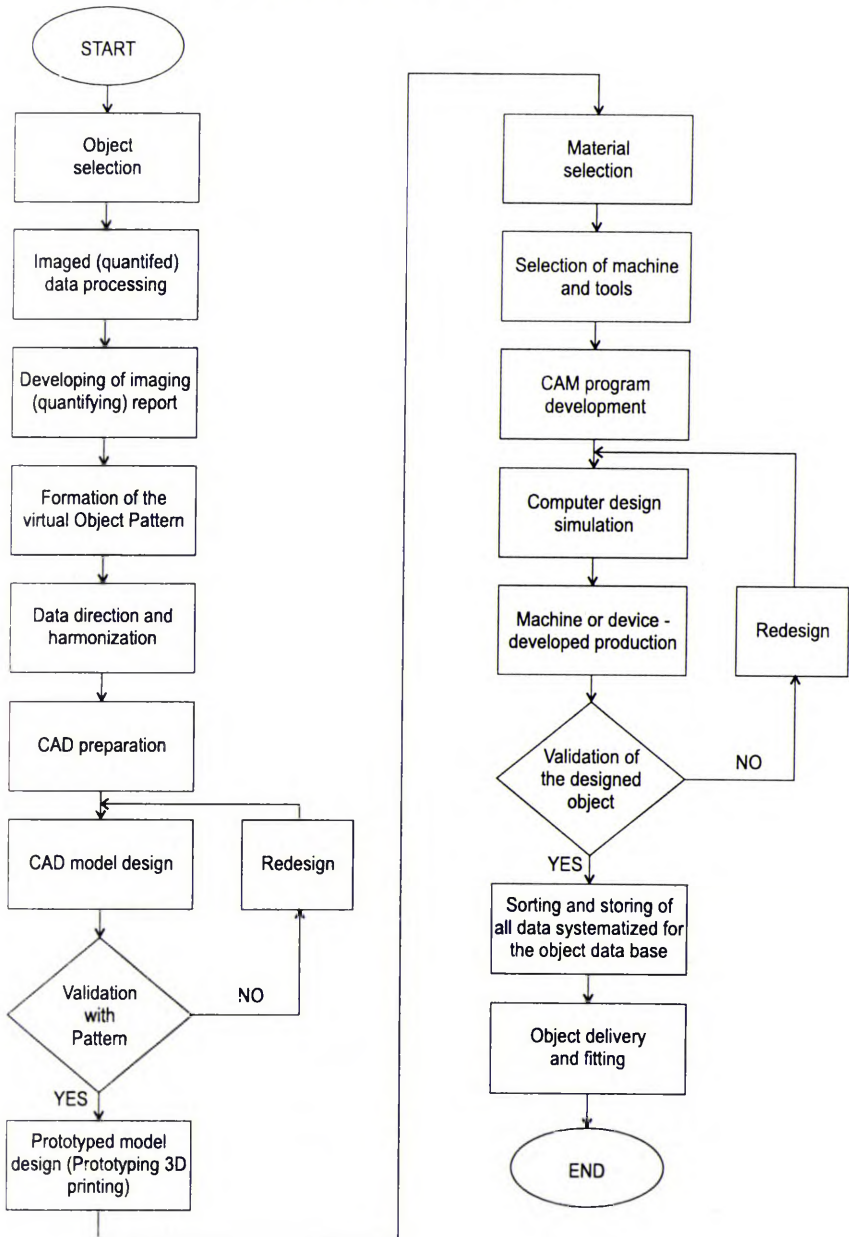 START
Object
selection
Imaged (quantifed)
data processing
Developing of imaging
(quantifying) report
Formation of the
virtual Object Pattern
Data direction and
harmonization
CAD preparation
CAD model design
Redesign
Validation
with
Pattern
NO
YES
Prototyped model
design (Prototyping 3D
printing)
Material
selection
Selection of machine
and tools
CAM program
development
Computer design
simulation
Machine or device -
developed production
Redesign
Validation of
the designed
object
NO
YES
Sorting and storing of
all data systematized for
the object data base
Object delivery
and fitting
END